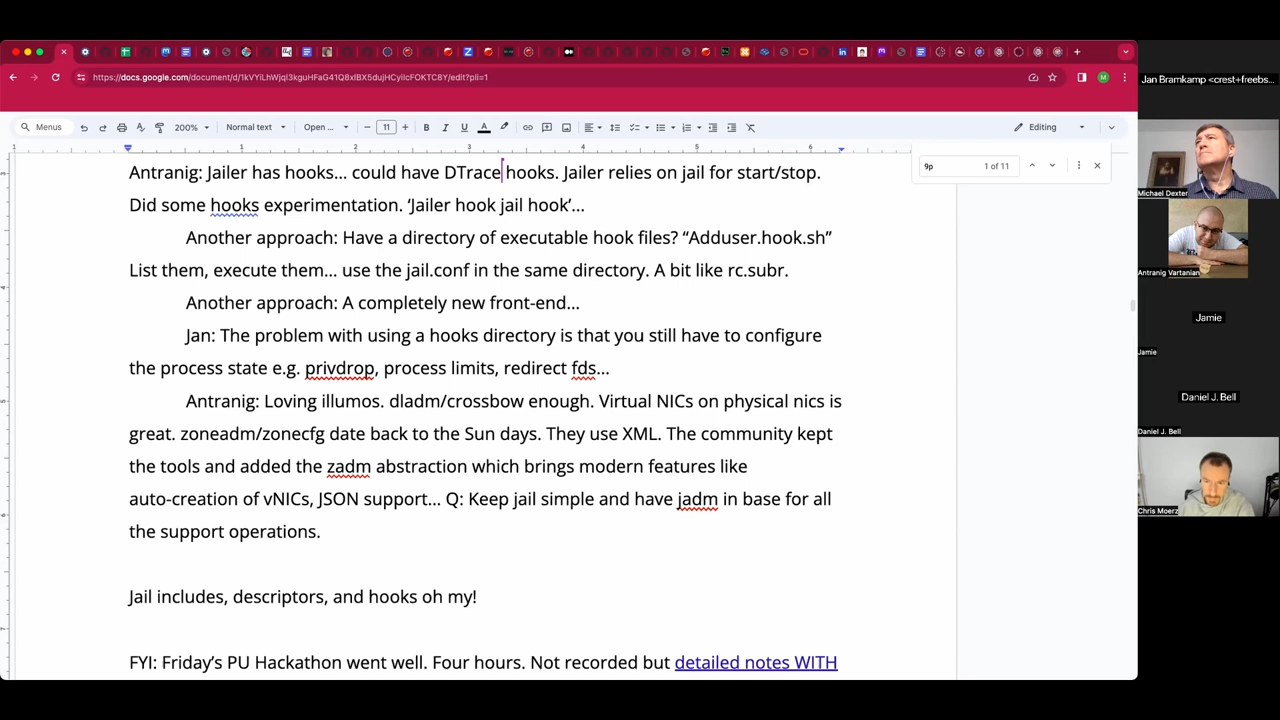 https://docs.google.com/document/d/1kVYiLhWjql3kguHFaG41Q8xlBX5dujHCyIlcFOKTC8Y/edit?pli=1
Menus
200%
Normal text
Open ...
11
Editing
9p
1 of 11
Antranig: Jailer has hooks… could have DTrace hooks. Jailer relies on jail for start/stop.
Did some hooks experimentation. ‘Jailer hook jail hook’…
Another approach: Have a directory of executable hook files? “Adduser.hook.sh”
List them, execute them… use the jail.conf in the same directory. A bit like rc.subr.
Another approach: A completely new front-end…
Jan: The problem with using a hooks directory is that you still have to configure
the process state e.g. privdrop, process limits, redirect fds…
Antranig: Loving illumos. dladm/crossbow enough. Virtual NICs on physical nics is
great. zoneadm/zonecfg date back to the Sun days. They use XML. The community kept
the tools and added the zadm abstraction which brings modern features like
auto-creation of vNICs, JSON support… Q: Keep jail simple and have jadm in base for all
the support operations.
Jail includes, descriptors, and hooks oh my!
FYI: Friday’s PU Hackathon went well. Four hours. Not recorded but detailed notes WITH
Jan Bramkamp <crest+freebs...
Michael Dexter
Antranig Vartanian
Jamie
Jamie
Daniel J. Bell
Daniel J. Bell
Chris Moerz